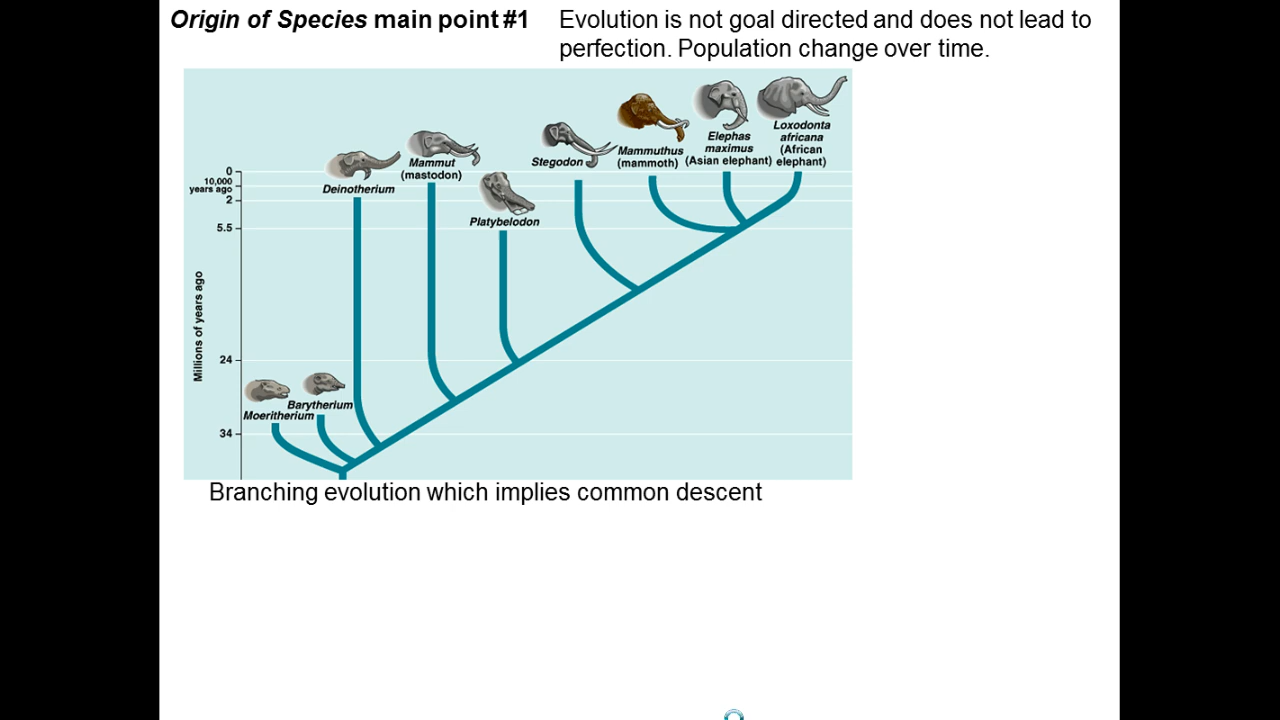 Origin of Species main point #1
Evolution is not goal directed and does not lead to
perfection. Population change over time.
Deinotherium
Mammut
(mastodon)
Platybelodon
Stegodon
Mammuthus
(mammoth)
Elephas
maximus
(Asian elephant)
Loxodonta
africana
(African
elephant)
0
10,000
years ago
2
5.5
Millions of years ago
24
Barytherium
Moeritherium
34
Branching evolution which implies common descent